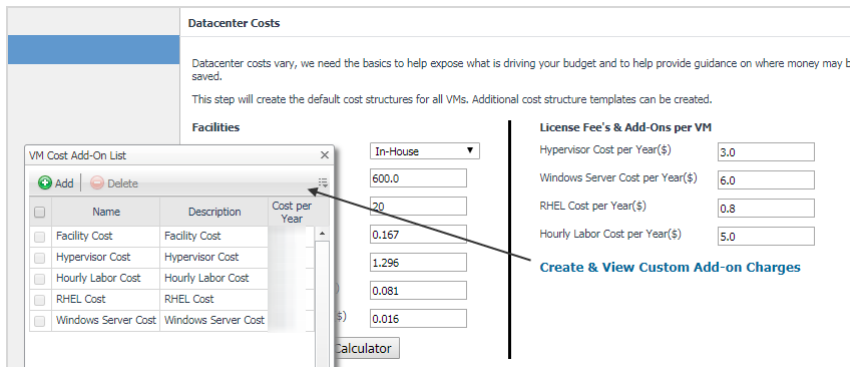 Datacenter Costs
Datacenter costs vary, we need the basics to help expose what is driving your budget and to help provide guidance on where money may b
saved.
This step will create the default cost structures for all VMs. Additional cost structure templates can be created.
Facilities
In-House
600.0
20
0.167
1.296
)
0.081
$)
0.016
Calculator
License Fee's & Add-Ons per VM
Hypervisor Cost per Year($)
3.0
Windows Server Cost per Year($)
6.0
RHEL Cost per Year($)
0.8
Hourly Labor Cost per Year($)
5.0
Create & View Custom Add-on Charges
VM Cost Add-On List
Add
Delete
Name
Description
Cost per
Year
Facility Cost
Facility Cost
Hypervisor Cost
Hypervisor Cost
Hourly Labor Cost
Hourly Labor Cost
RHEL Cost
RHEL Cost
Windows Server Cost
Windows Server Cost